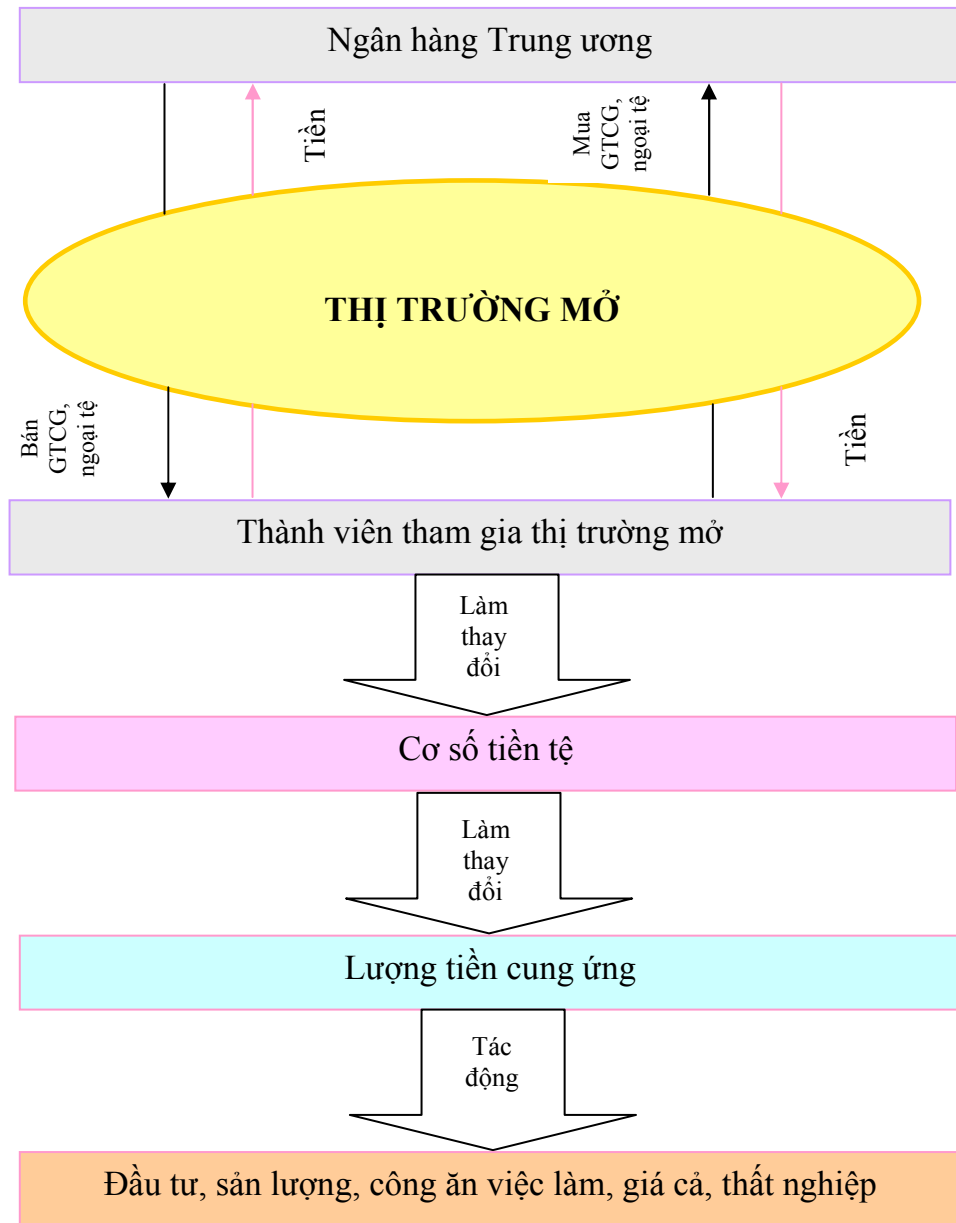 Ngân hàng Trung ương
Tiền
Mua
GTCG,
ngoại tệ
THỊ TRƯỜNG MỞ
Bán
GTCG,
ngoại tệ
Tiền
Thành viên tham gia thị trường mở
Làm
thay
đổi
Cơ số tiền tệ
Làm
thay
đổi
Lượng tiền cung ứng
Tác
động
Đầu tư, sản lượng, công ăn việc làm, giá cả, thất nghiệp